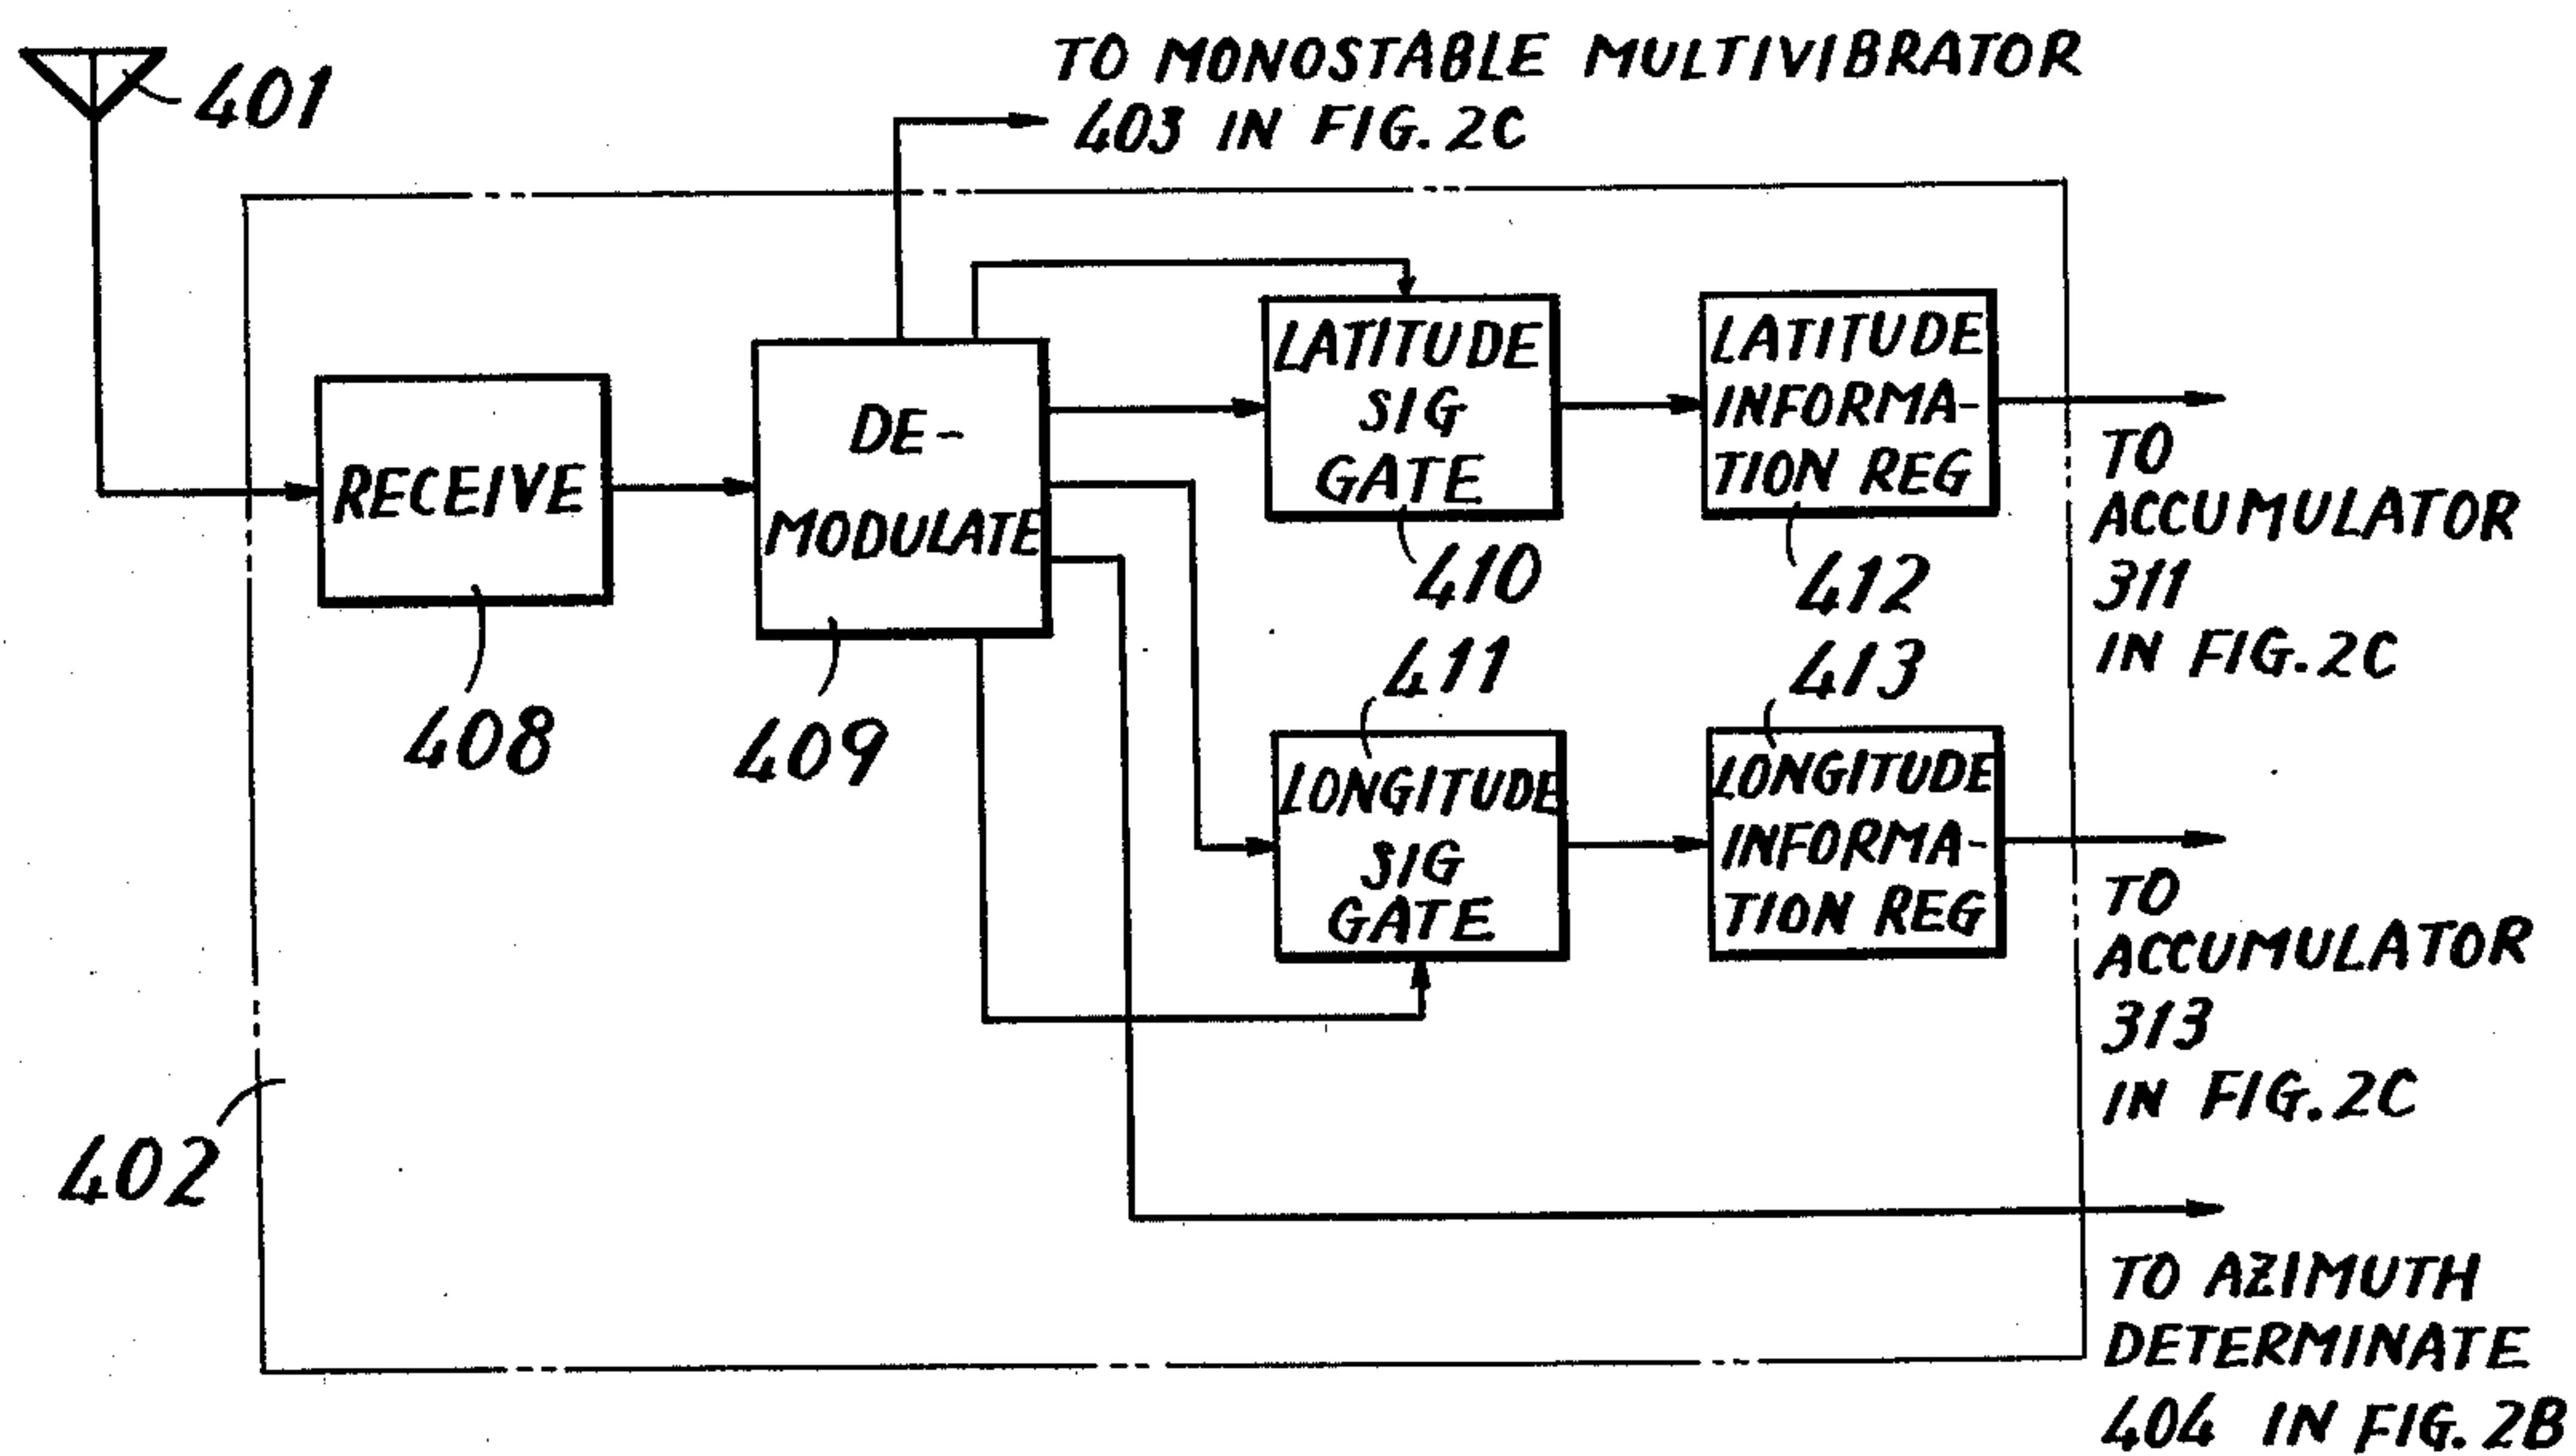 401
TO MONOSTABLE MULTIVIBRATOR
403 IN FIG. 2C
RECEIVE
408
DE-
MODULATE
409
LATITUDE
SIG
GATE
410
LATITUDE
INFORMA-
TION REG
412
TO
ACCUMULATOR
311
IN FIG. 2C
411
LONGITUDE
SIG
GATE
413
LONGITUDE
INFORMA-
TION REG
TO
ACCUMULATOR
313
IN FIG. 2C
402
TO AZIMUTH
DETERMINATE
404 IN FIG. 2B